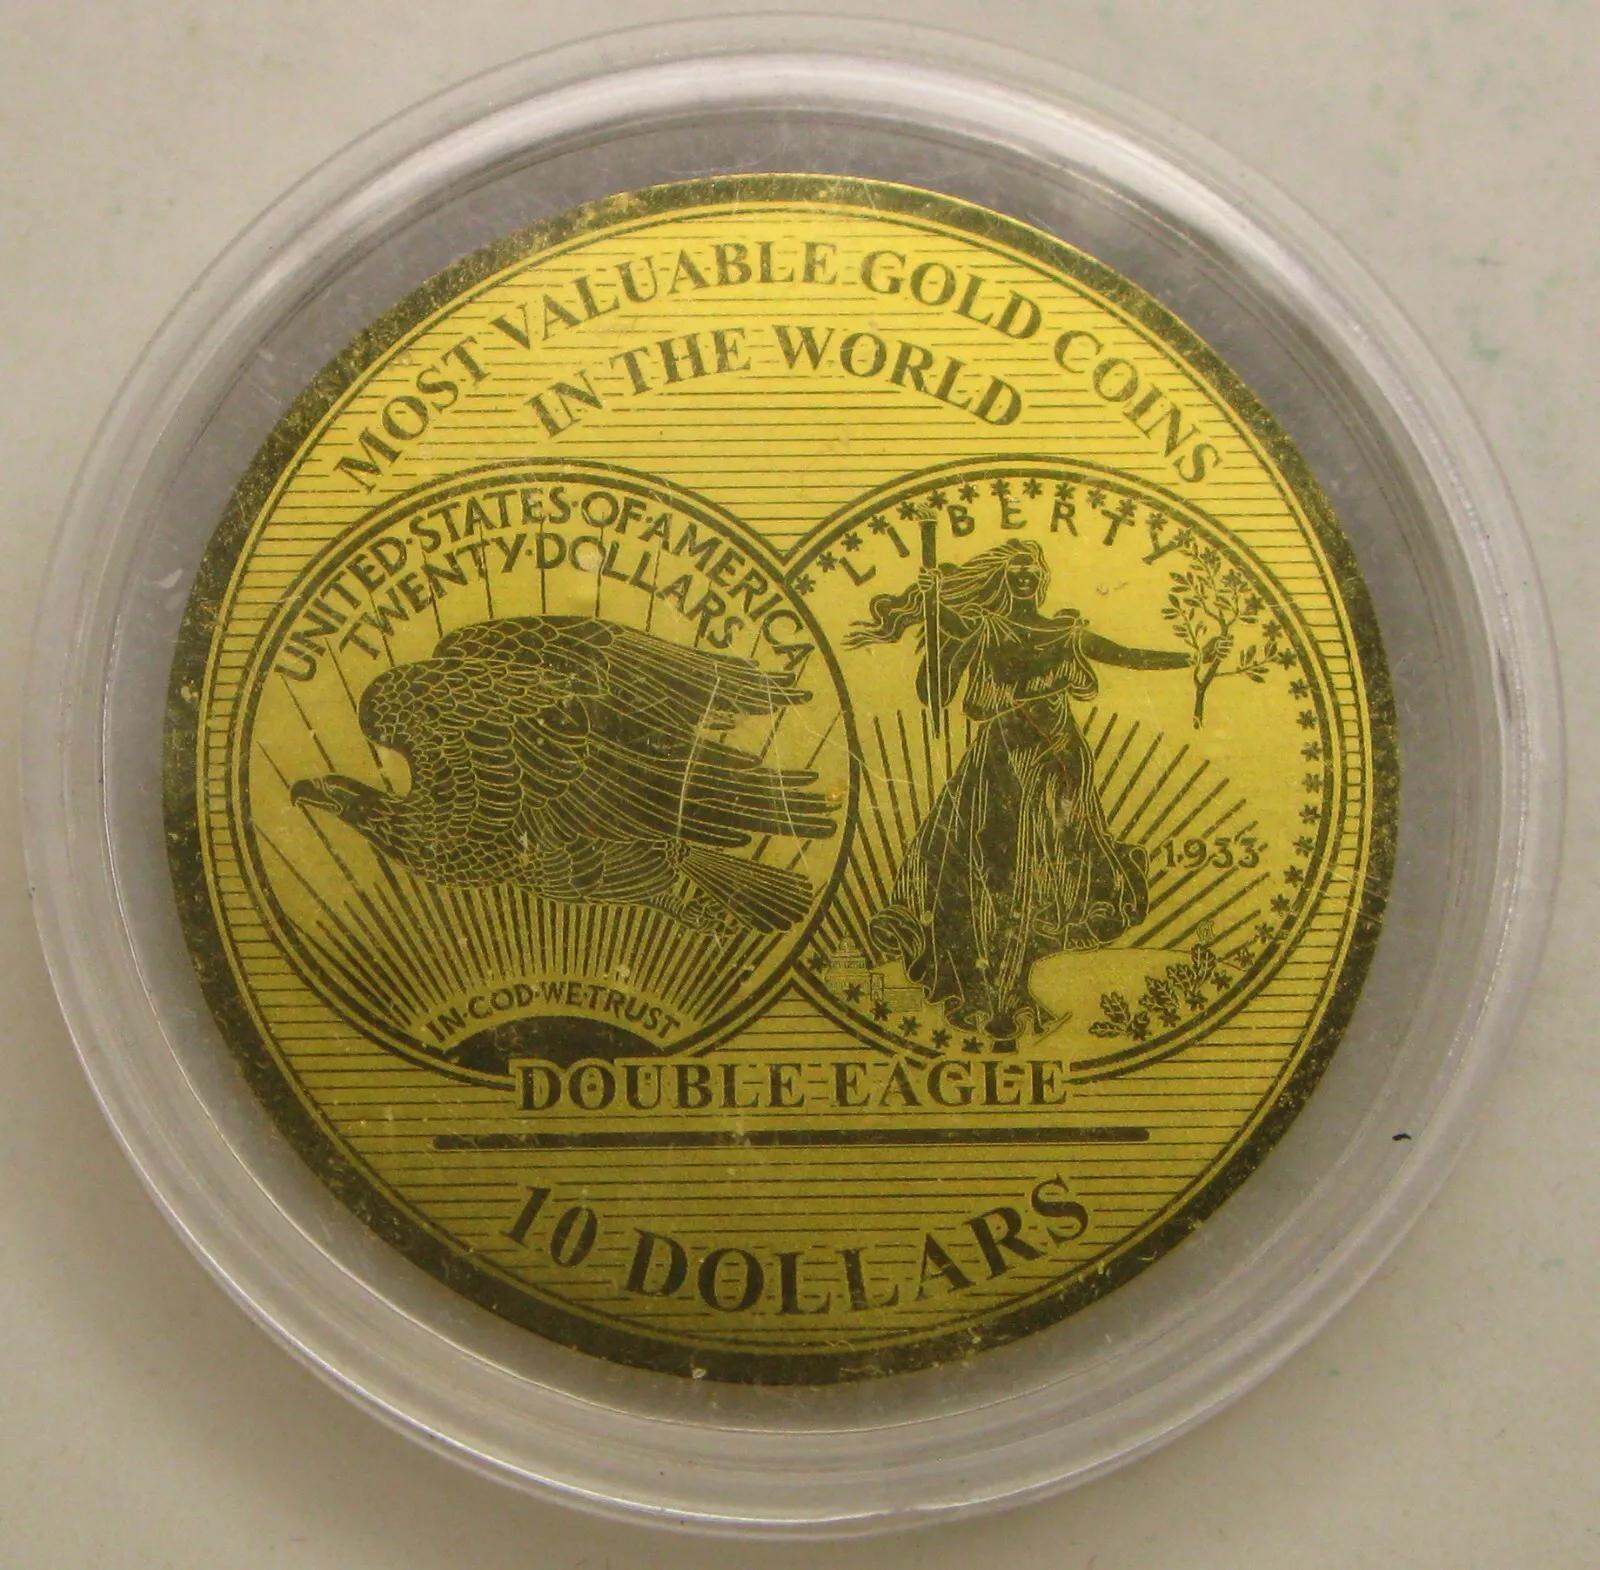 MOST VALUABLE GOLD COINS
IN THE WORLD
UNITED·STATES·OF·AMERICA
TWENTY·DOLLARS
IN·GOD·WE·TRUST
LIBERTY
1933
DOUBLE EAGLE
10 DOLLARS